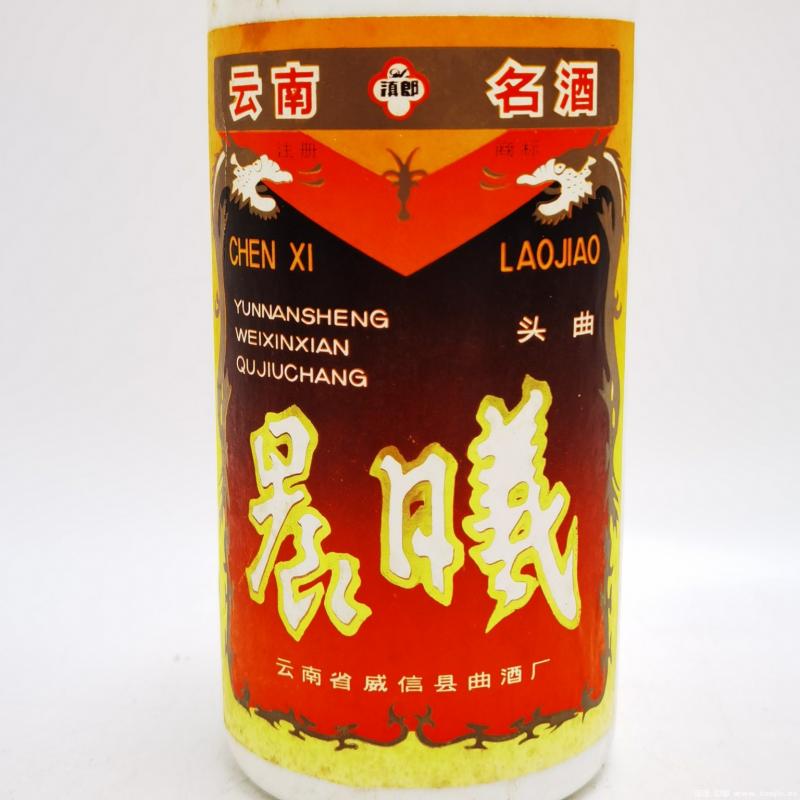 云南 滇郎 名酒
注册 商标
CHEN XI LAOJIAO
YUNNANSHENG
WEIXINXIAN
QUJIUCHANG
头曲
晨曦
云南省威信县曲酒厂